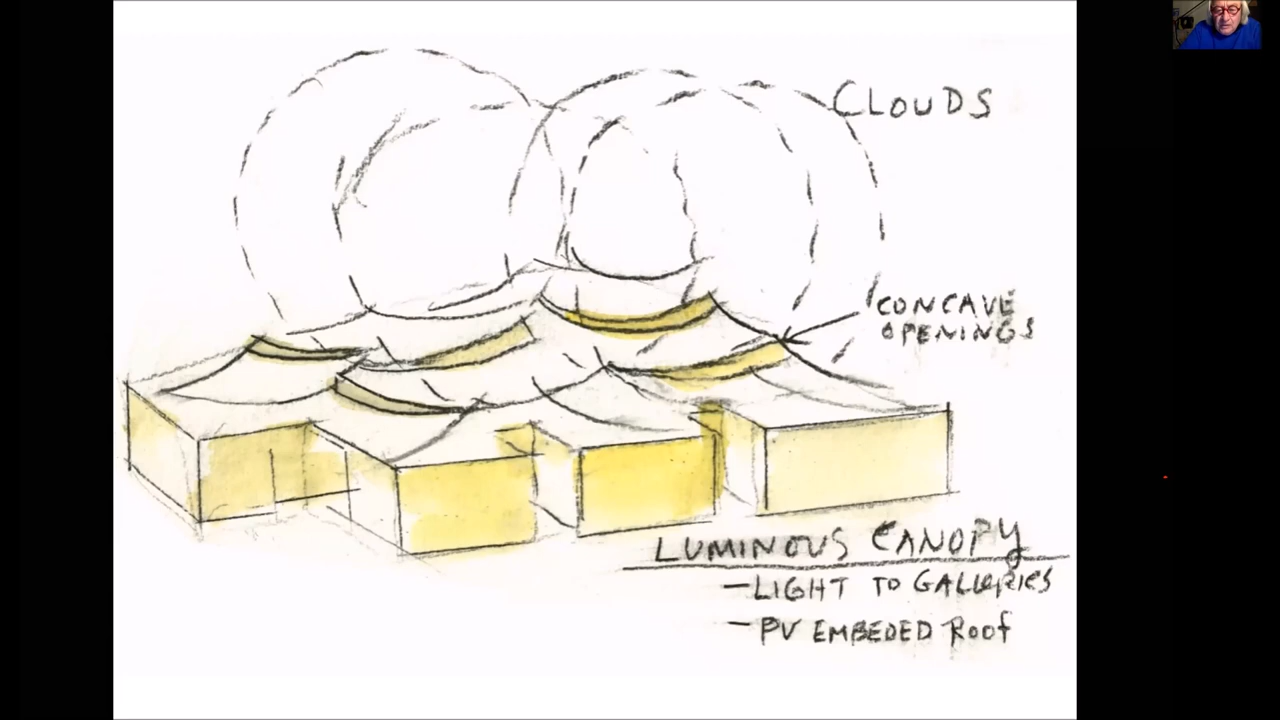 CLOUDS
CONCAVE
OPENINGS
LUMINOUS CANOPY
- LIGHT TO GALLERIES
- PV EMBEDED ROOF